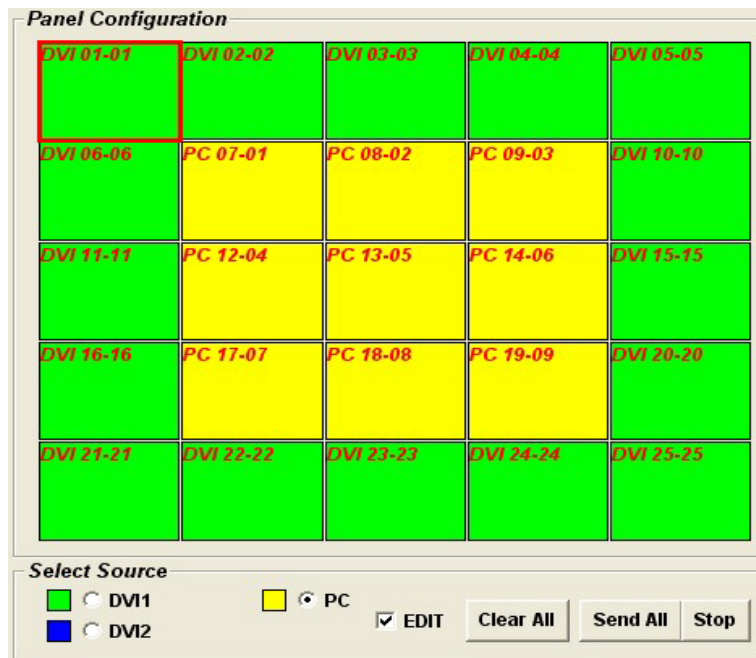 Panel Configuration
DVI 01-01 DVI 02-02 DVI 03-03 DVI 04-04 DVI 05-05
DVI 06-06 PC 07-01 PC 08-02 PC 09-03 DVI 10-10
DVI 11-11 PC 12-04 PC 13-05 PC 14-06 DVI 15-15
DVI 16-16 PC 17-07 PC 18-08 PC 19-09 DVI 20-20
DVI 21-21 DVI 22-22 DVI 23-23 DVI 24-24 DVI 25-25
Select Source
DVI1 PC EDIT Clear All Send All Stop
DVI2